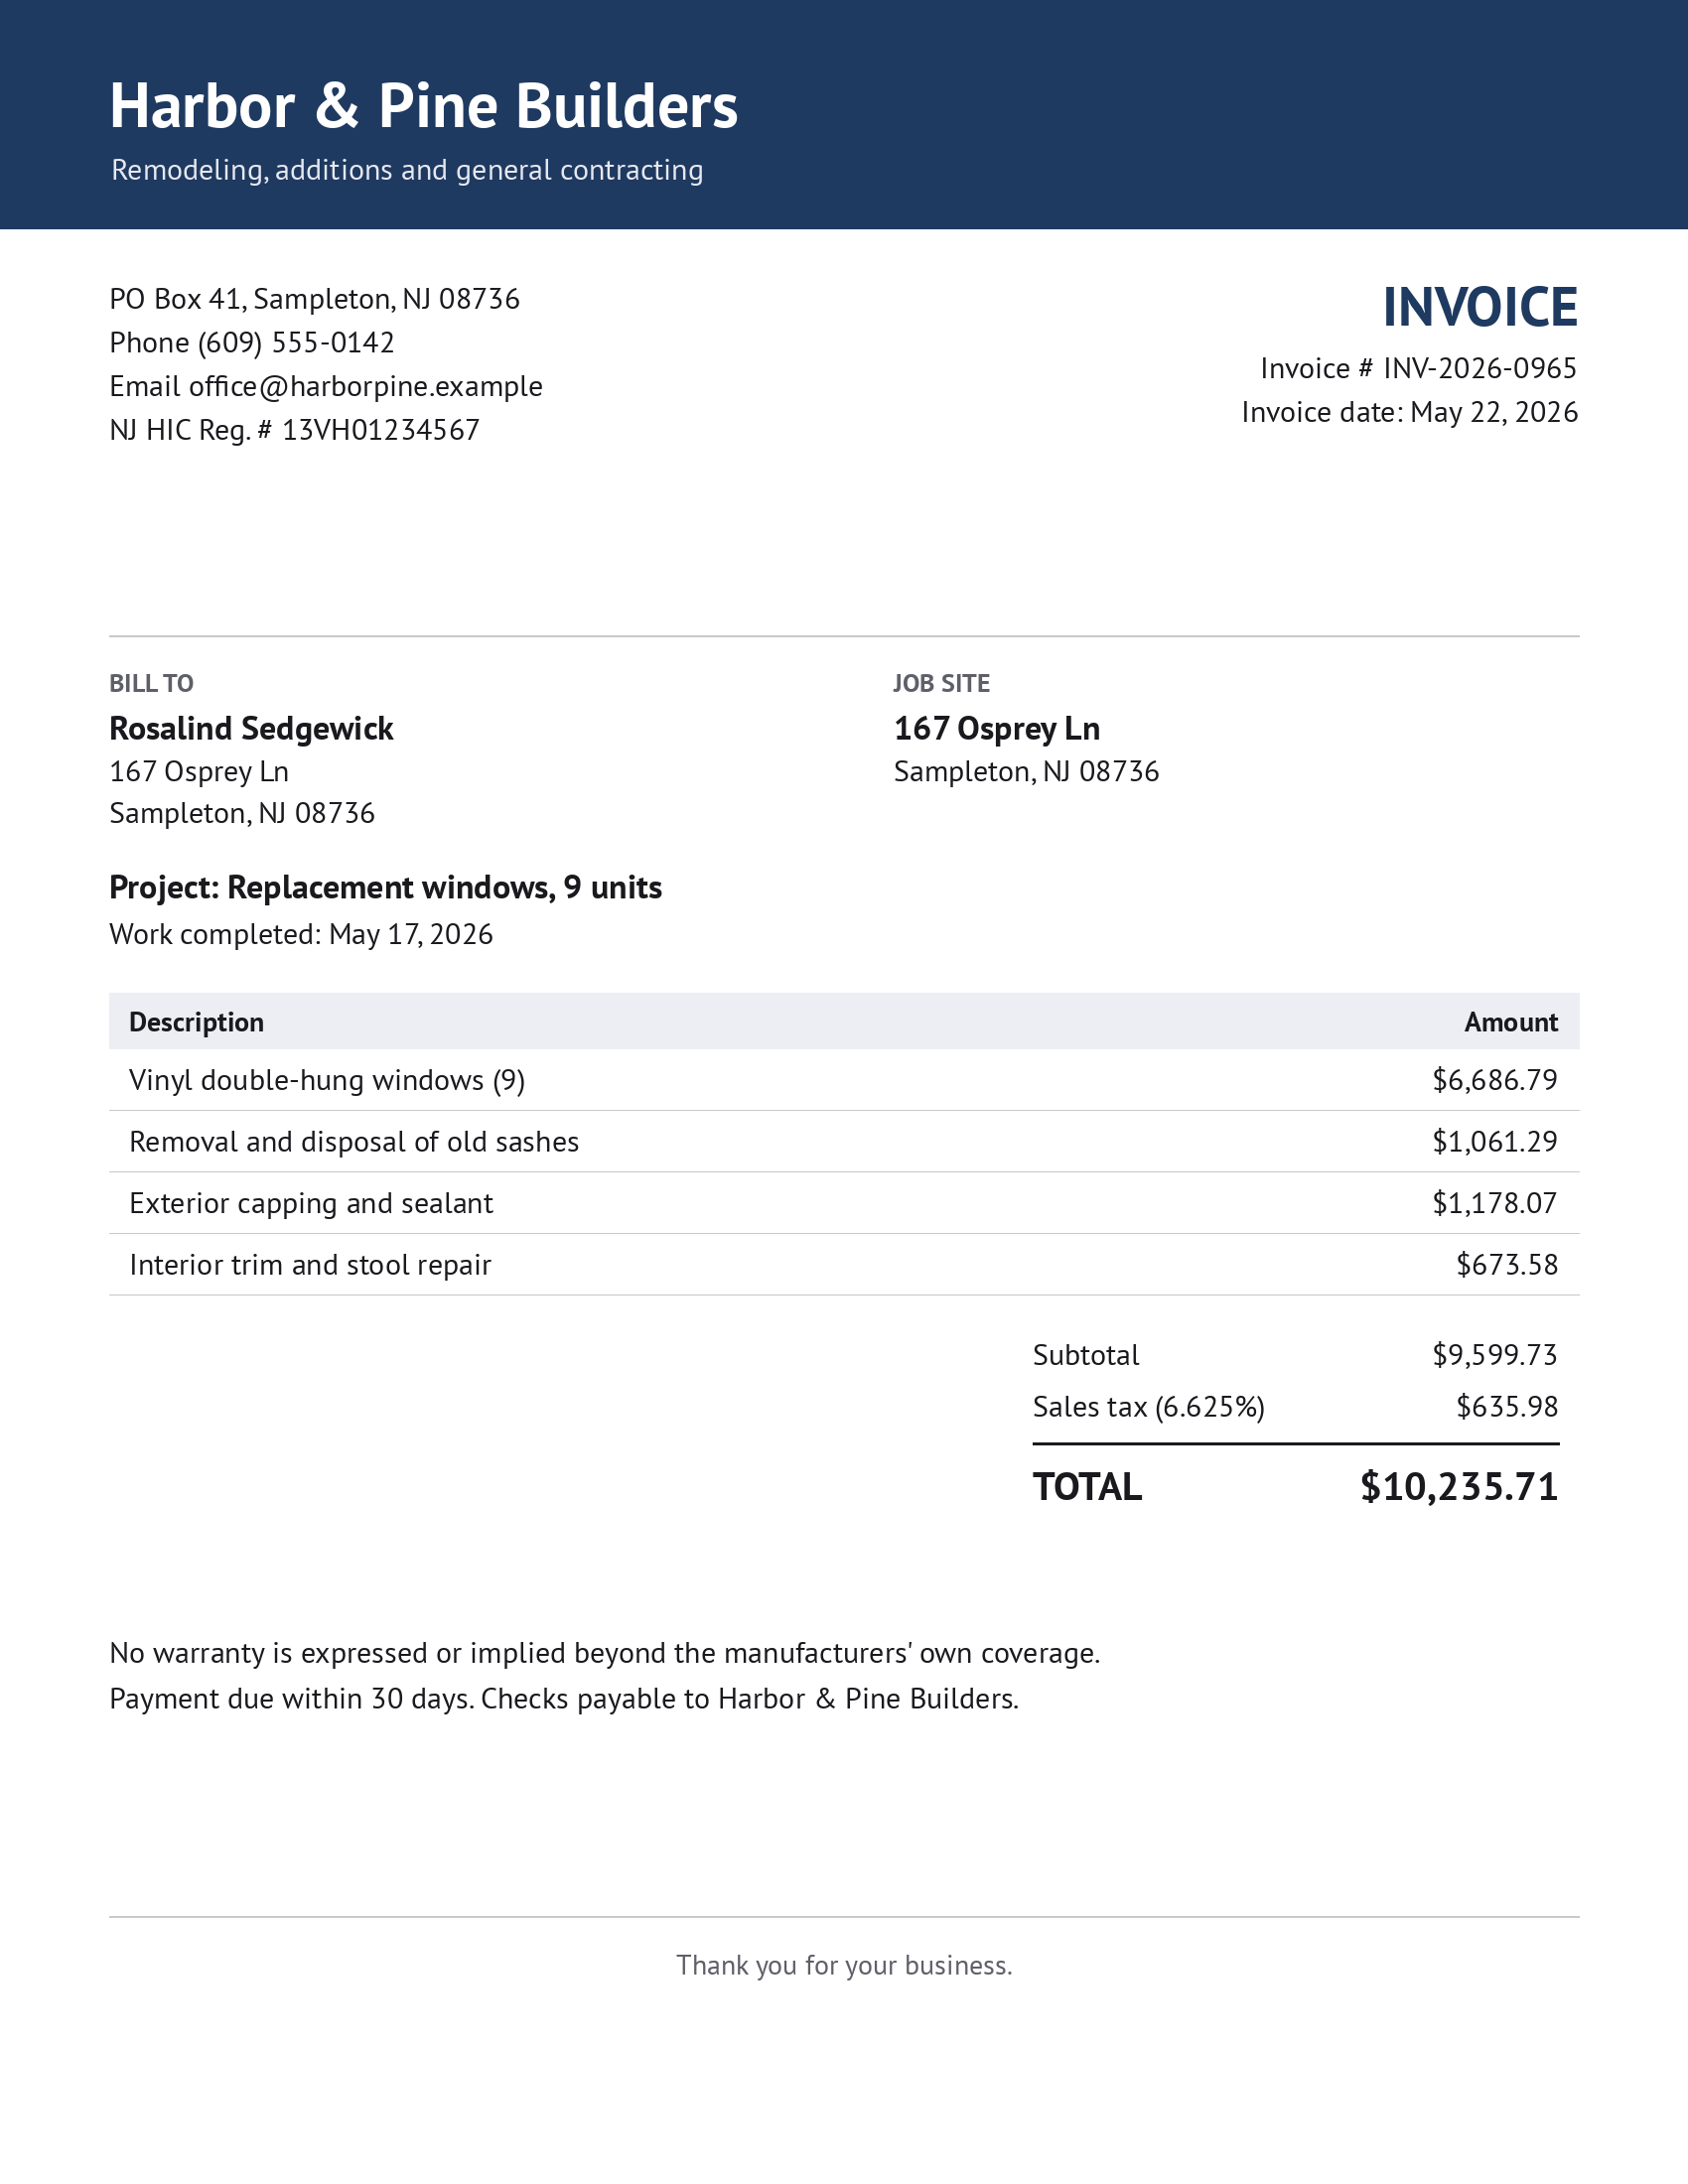 Harbor & Pine Builders
Remodeling, additions and general contracting
PO Box 41, Sampleton, NJ 08736
Phone (609) 555-0142
Email office@harborpine.example
NJ HIC Reg. # 13VH01234567
INVOICE
Invoice # INV-2026-0965
Invoice date: May 22, 2026
BILL TO
Rosalind Sedgewick
167 Osprey Ln
Sampleton, NJ 08736
JOB SITE
167 Osprey Ln
Sampleton, NJ 08736
Project: Replacement windows, 9 units
Work completed: May 17, 2026
Description Amount
Vinyl double-hung windows (9) $6,686.79
Removal and disposal of old sashes $1,061.29
Exterior capping and sealant $1,178.07
Interior trim and stool repair $673.58
Subtotal $9,599.73
Sales tax (6.625%) $635.98
TOTAL $10,235.71
No warranty is expressed or implied beyond the manufacturers' own coverage.
Payment due within 30 days. Checks payable to Harbor & Pine Builders.
Thank you for your business.